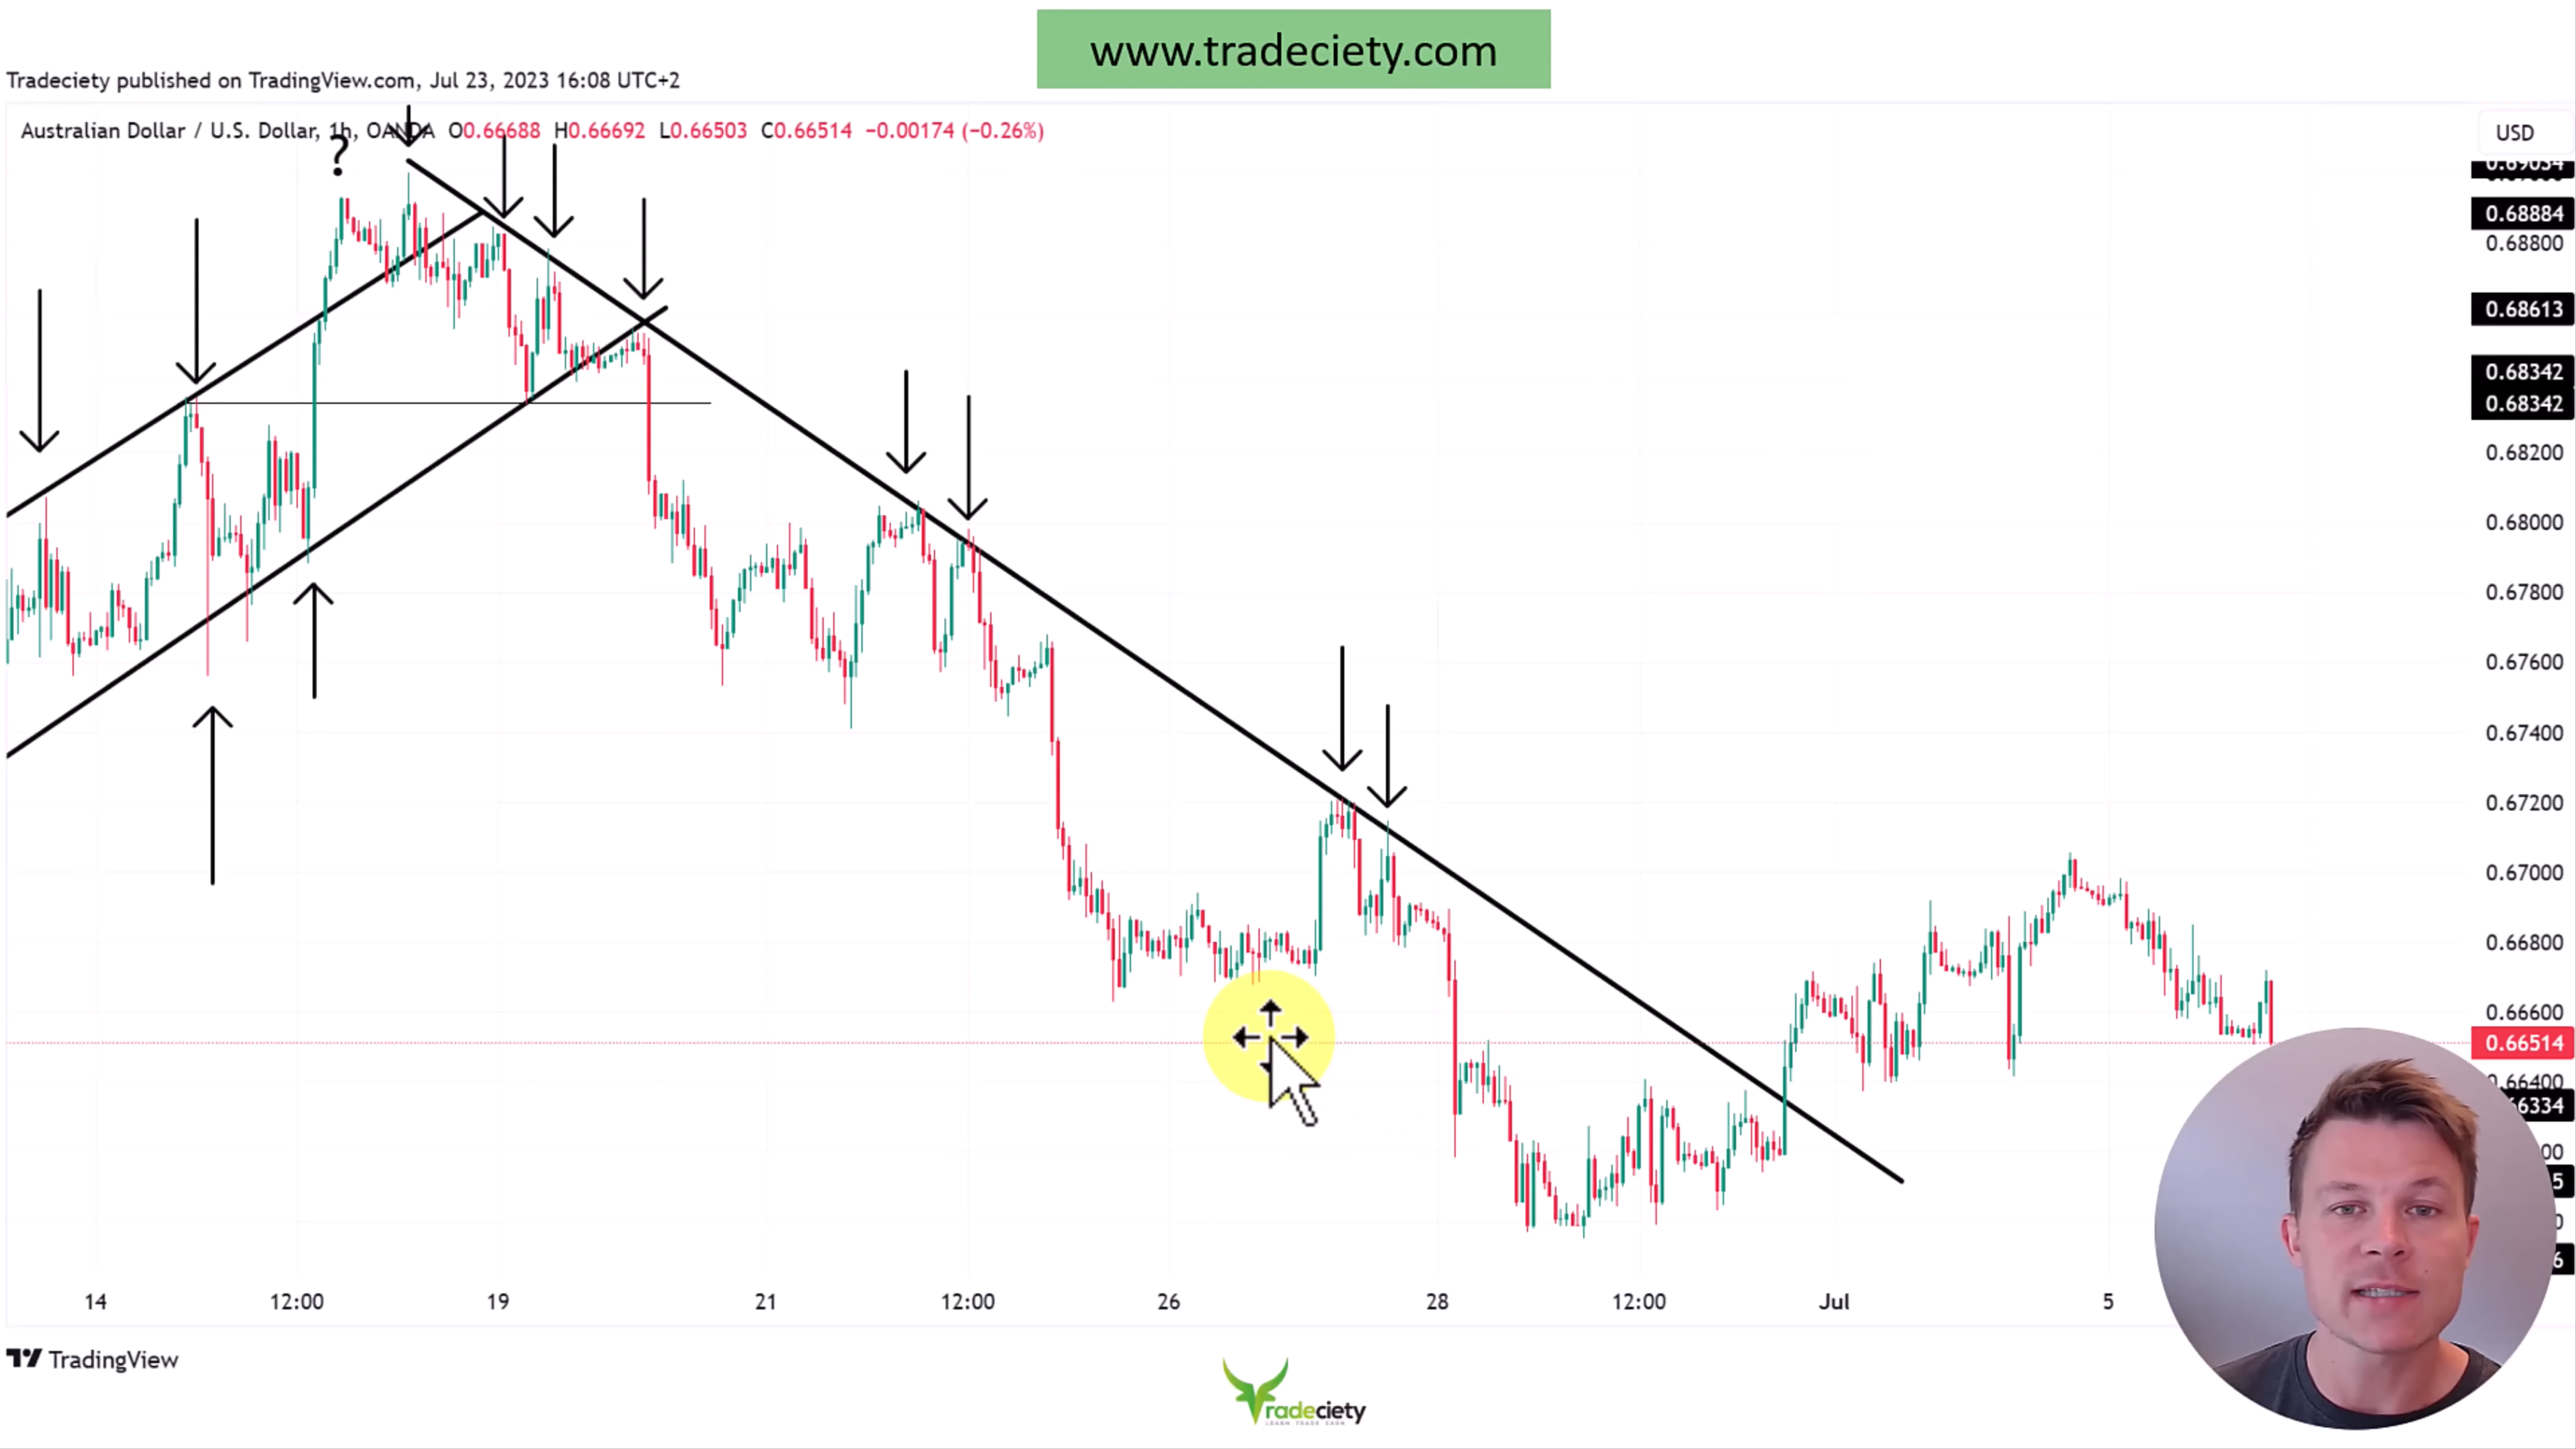 www.tradeciety.com
Tradeciety published on TradingView.com, Jul 23, 2023 16:08 UTC+2
Australian Dollar / U.S. Dollar, 1h, OANDA O0.66688 H0.66692 L0.66503 C0.66514 −0.00174 (−0.26%)
USD
?
0.68884
0.68800
0.68613
0.68342
0.68342
0.68200
0.68000
0.67800
0.67600
0.67400
0.67200
0.67000
0.66800
0.66600
0.66514
14 12:00 19 21 12:00 26 28 12:00 Jul 5
TradingView
Tradeciety
LEARN TRADE EARN